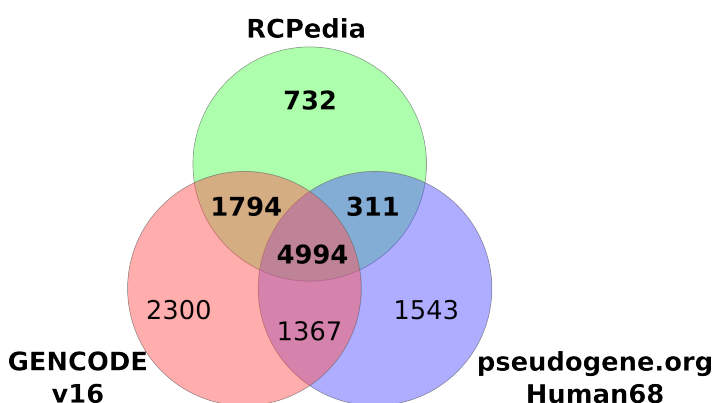 RCPedia
732
1794
311
4994
2300
1367
1543
GENCODE
v16
pseudogene.org
Human68